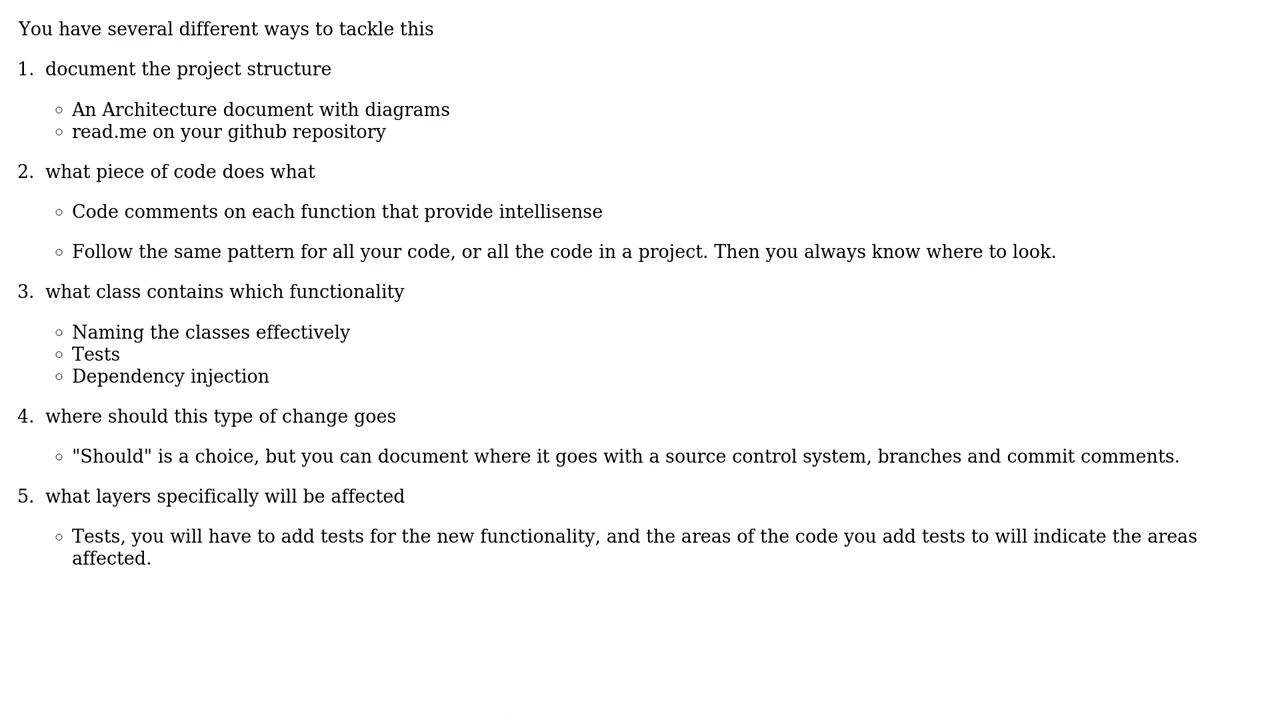 You have several different ways to tackle this
1. document the project structure
◦ An Architecture document with diagrams
◦ read.me on your github repository
2. what piece of code does what
◦ Code comments on each function that provide intellisense
◦ Follow the same pattern for all your code, or all the code in a project. Then you always know where to look.
3. what class contains which functionality
◦ Naming the classes effectively
◦ Tests
◦ Dependency injection
4. where should this type of change goes
◦ "Should" is a choice, but you can document where it goes with a source control system, branches and commit comments.
5. what layers specifically will be affected
◦ Tests, you will have to add tests for the new functionality, and the areas of the code you add tests to will indicate the areas
affected.